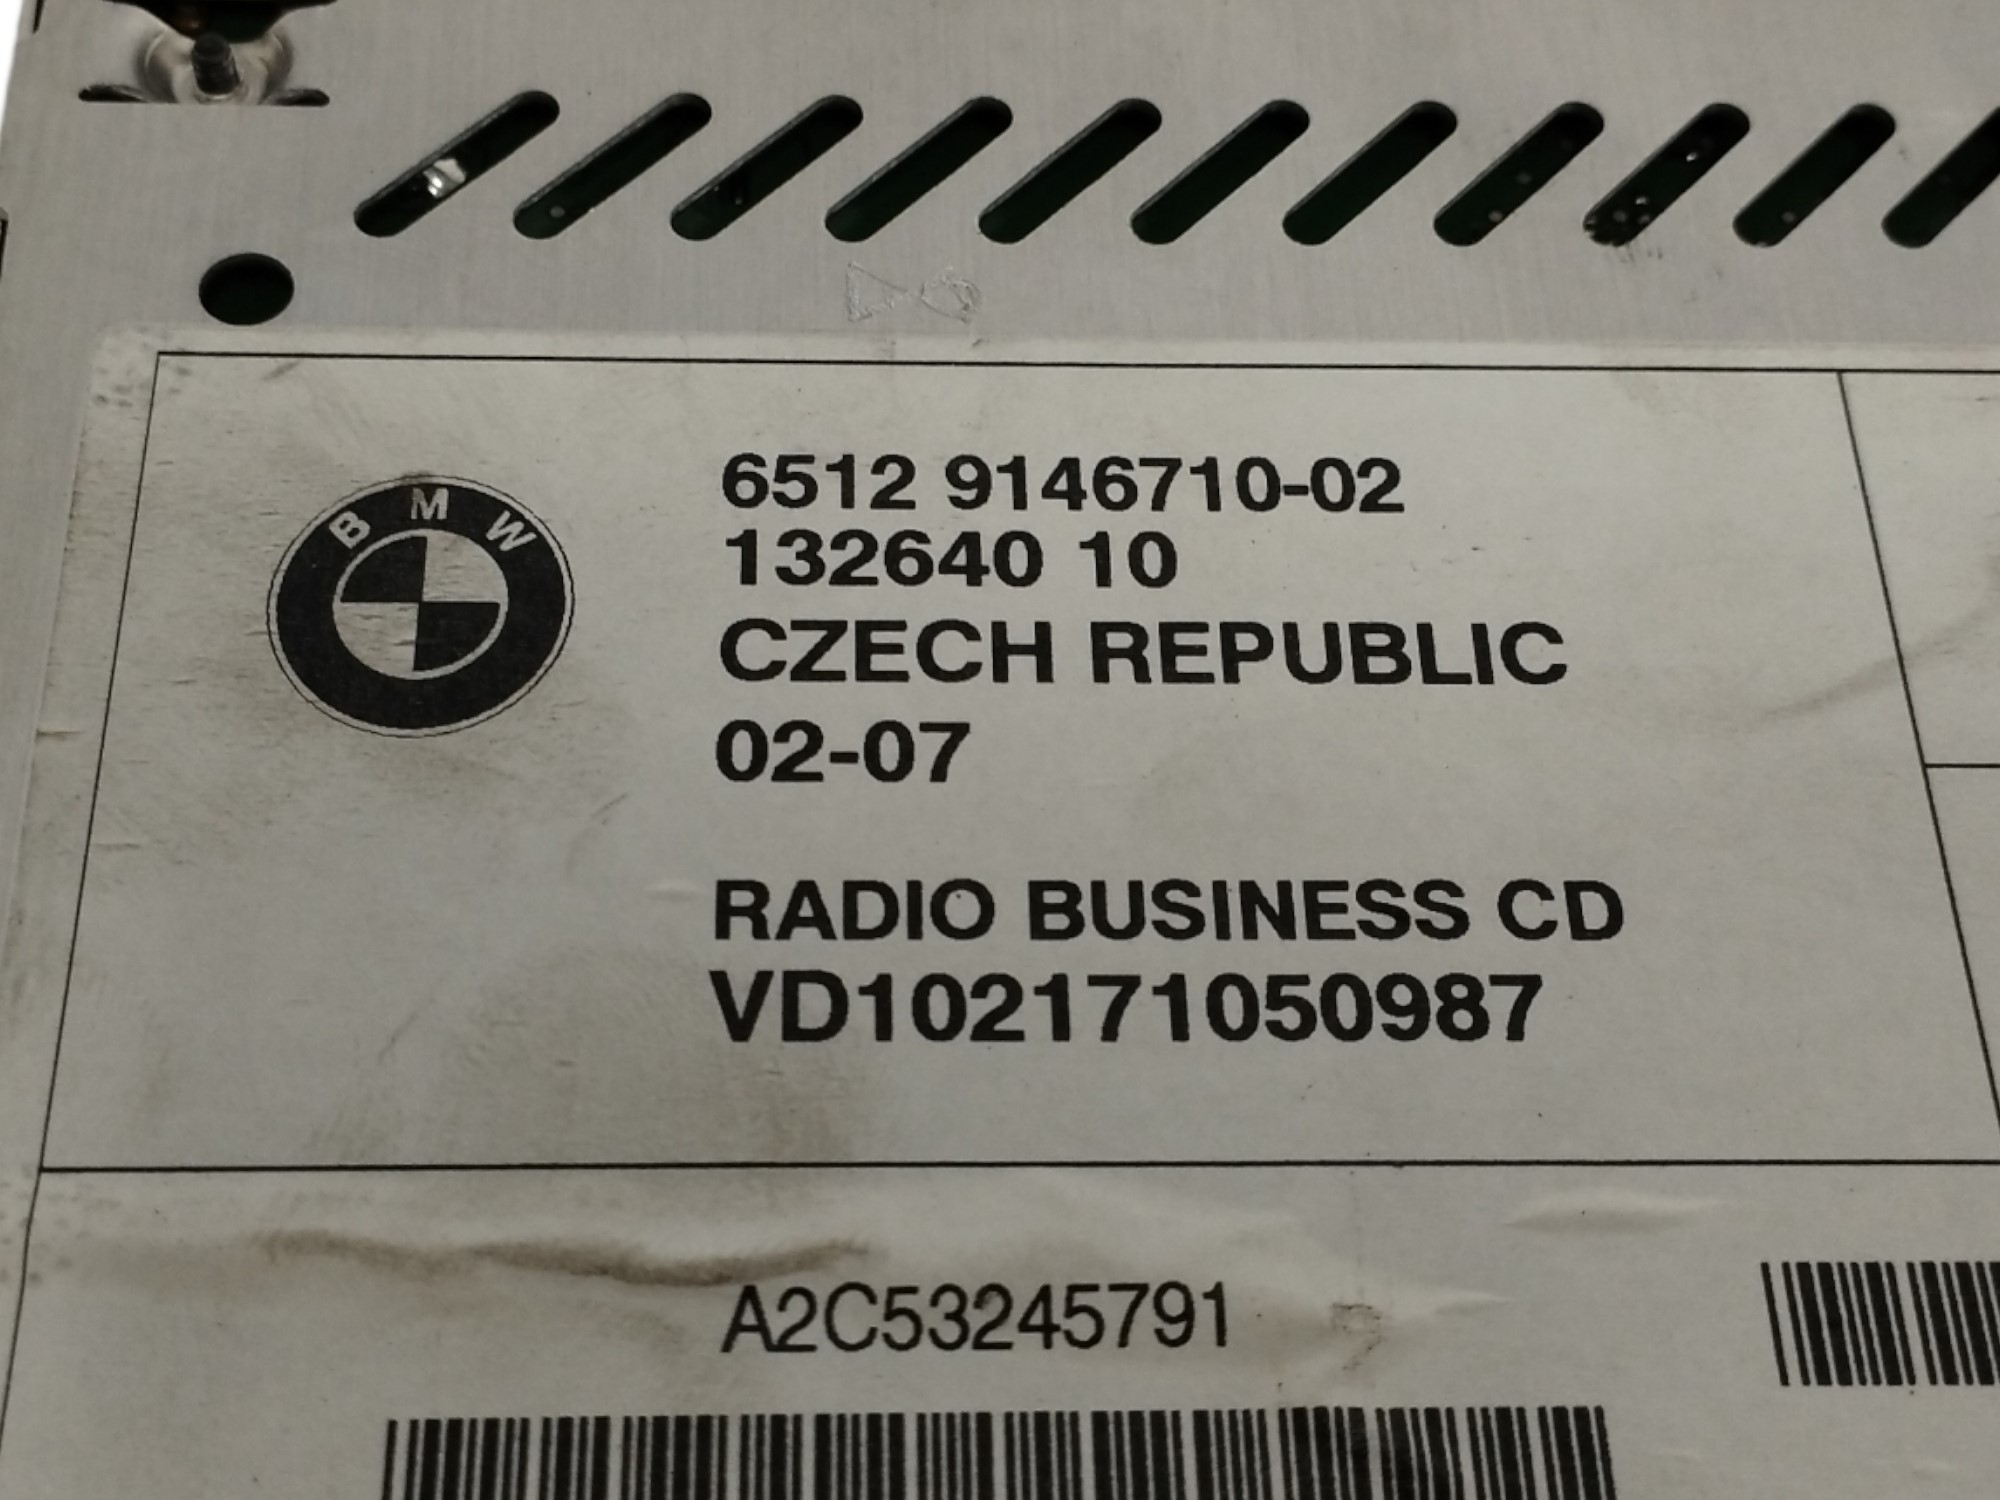 BMW
6512 9146710-02
132640 10
CZECH REPUBLIC
02-07
RADIO BUSINESS CD
VD102171050987
A2C53245791